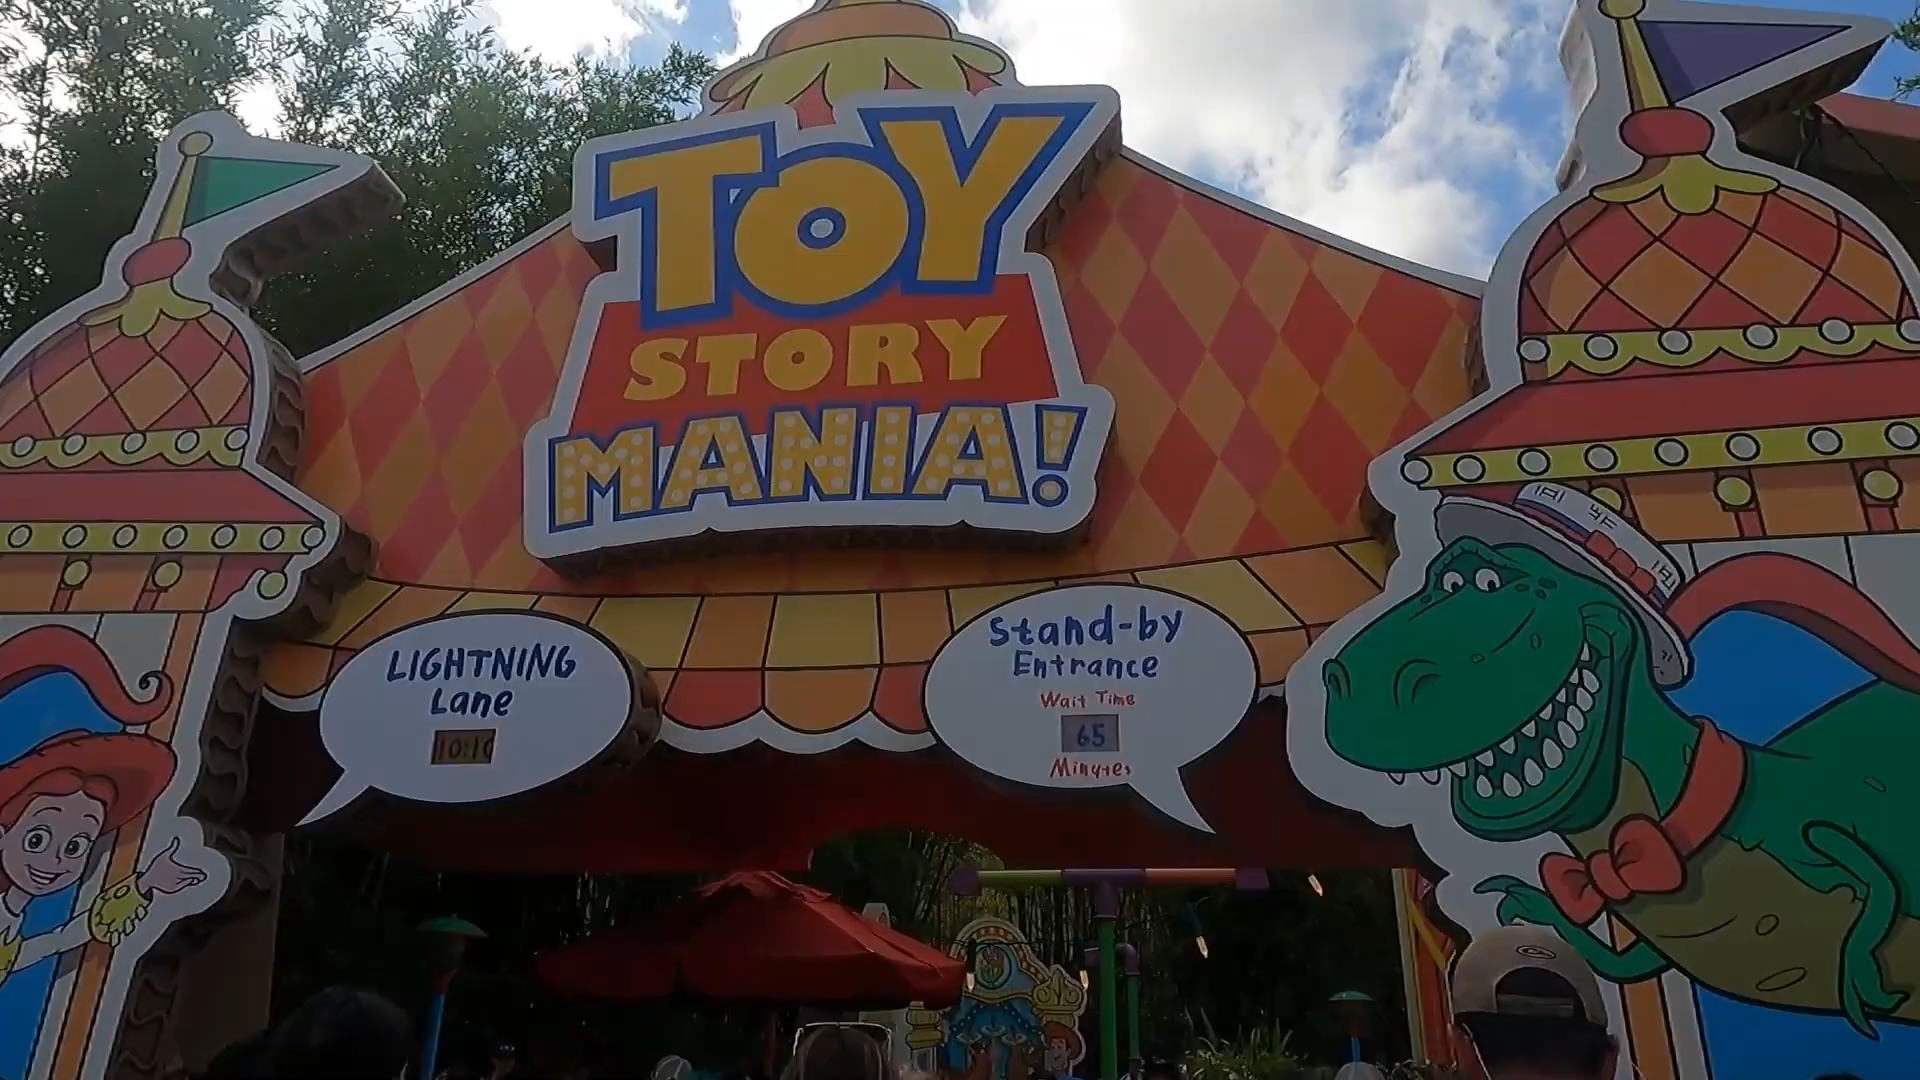 TOY
STORY
MANIA!
LIGHTNING
Lane
10:10
Stand-by
Entrance
Wait Time
65
Minutes